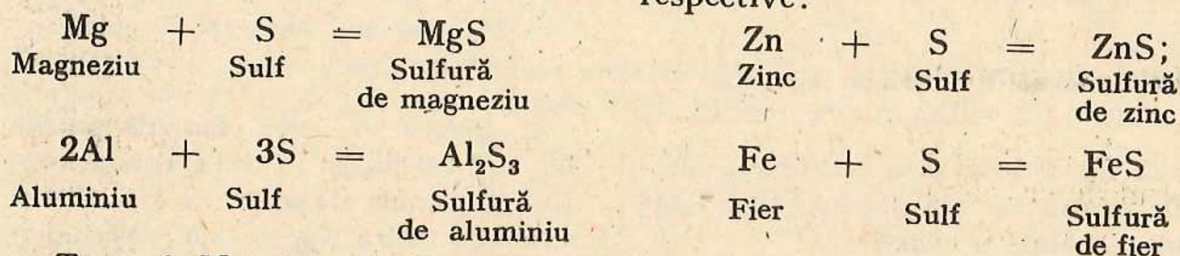 respective:
Mg + S = MgS
Magneziu Sulf Sulfură
de magneziu
Zn + S = ZnS;
Zinc Sulf Sulfură
de zinc
2Al + 3S = Al₂S₃
Aluminiu Sulf Sulfură
de aluminiu
Fe + S = FeS
Fier Sulf Sulfură
de fier